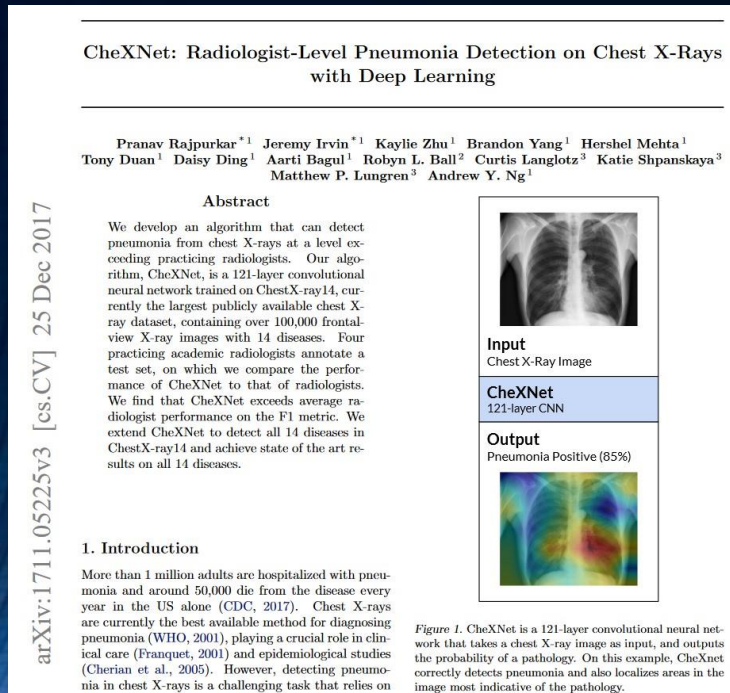 CheXNet: Radiologist-Level Pneumonia Detection on Chest X-Rays
with Deep Learning
Pranav Rajpurkar * 1 Jeremy Irvin * 1 Kaylie Zhu 1 Brandon Yang 1 Hershel Mehta 1
Tony Duan 1 Daisy Ding 1 Aarti Bagul 1 Robyn L. Ball 2 Curtis Langlotz 3 Katie Shpanskaya 3
Matthew P. Lungren 3 Andrew Y. Ng 1
arXiv:1711.05225v3 [cs.CV] 25 Dec 2017
Abstract
We develop an algorithm that can detect
pneumonia from chest X-rays at a level ex-
ceeding practicing radiologists. Our algo-
rithm, CheXNet, is a 121-layer convolutional
neural network trained on ChestX-ray14, cur-
rently the largest publicly available chest X-
ray dataset, containing over 100,000 frontal-
view X-ray images with 14 diseases. Four
practicing academic radiologists annotate a
test set, on which we compare the perfor-
mance of CheXNet to that of radiologists.
We find that CheXNet exceeds average ra-
diologist performance on the F1 metric. We
extend CheXNet to detect all 14 diseases in
ChestX-ray14 and achieve state of the art re-
sults on all 14 diseases.
1. Introduction
More than 1 million adults are hospitalized with pneu-
monia and around 50,000 die from the disease every
year in the US alone (CDC, 2017). Chest X-rays
are currently the best available method for diagnosing
pneumonia (WHO, 2001), playing a crucial role in clin-
ical care (Franquet, 2001) and epidemiological studies
(Cherian et al., 2005). However, detecting pneumo-
nia in chest X-rays is a challenging task that relies on
Input
Chest X-Ray Image
CheXNet
121-layer CNN
Output
Pneumonia Positive (85%)
Figure 1. CheXNet is a 121-layer convolutional neural net-
work that takes a chest X-ray image as input, and outputs
the probability of a pathology. On this example, CheXnet
correctly detects pneumonia and also localizes areas in the
image most indicative of the pathology.